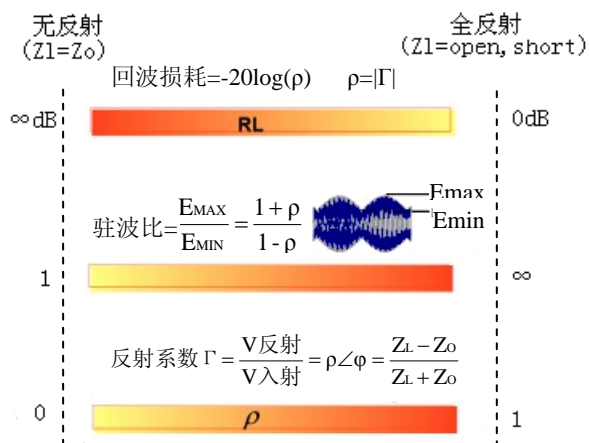 无反射
(Zl=Zo)
全反射
(Zl=open, short)
回波损耗=-20log(ρ) ρ=|Γ|
∞dB
RL
0dB
驻波比=EMAX/EMIN=1+ρ/1-ρ
Emax
Emin
1
∞
反射系数Γ=V反射/V入射=ρ∠φ=ZL-ZO/ZL+ZO
0
ρ
1